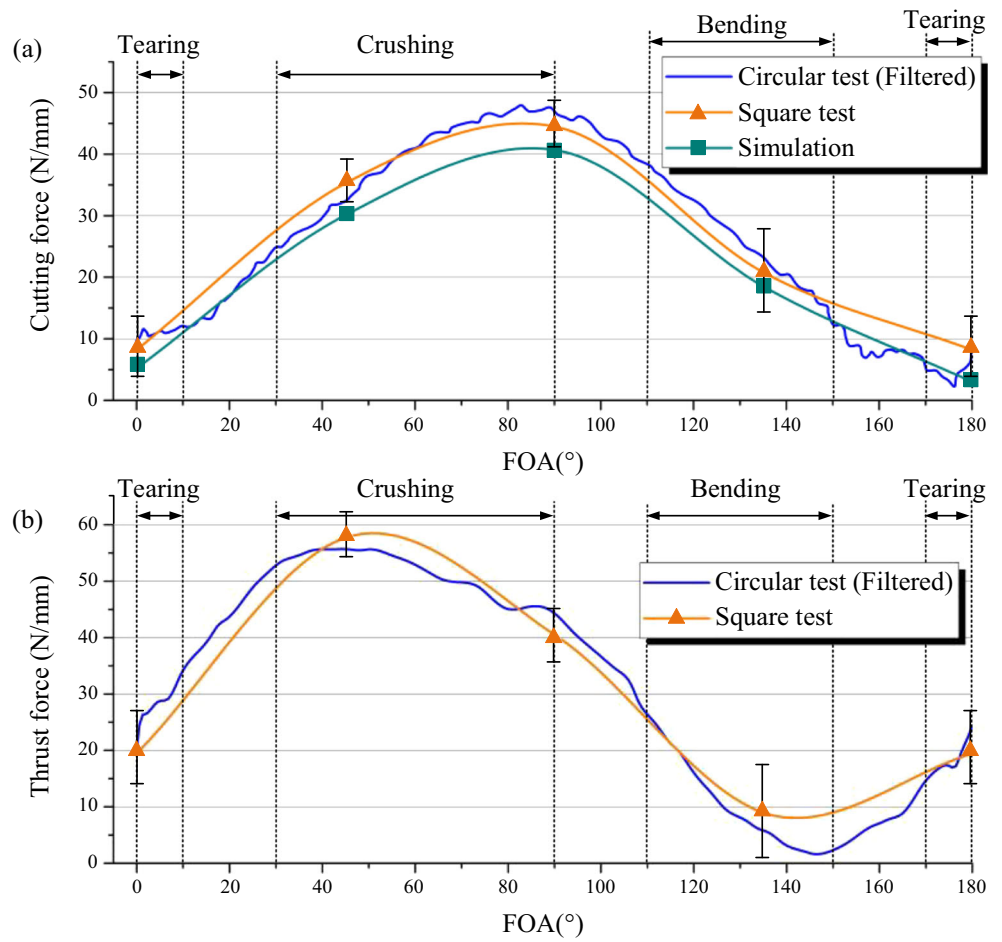 (a)
Tearing
Crushing
Bending
Tearing
Circular test (Filtered)
Square test
Simulation
Cutting force (N/mm)
50
40
30
20
10
0
0 20 40 60 80 100 120 140 160 180
FOA(°)
(b)
Tearing
Crushing
Bending
Tearing
Circular test (Filtered)
Square test
Thrust force (N/mm)
60
50
40
30
20
10
0
0 20 40 60 80 100 120 140 160 180
FOA(°)